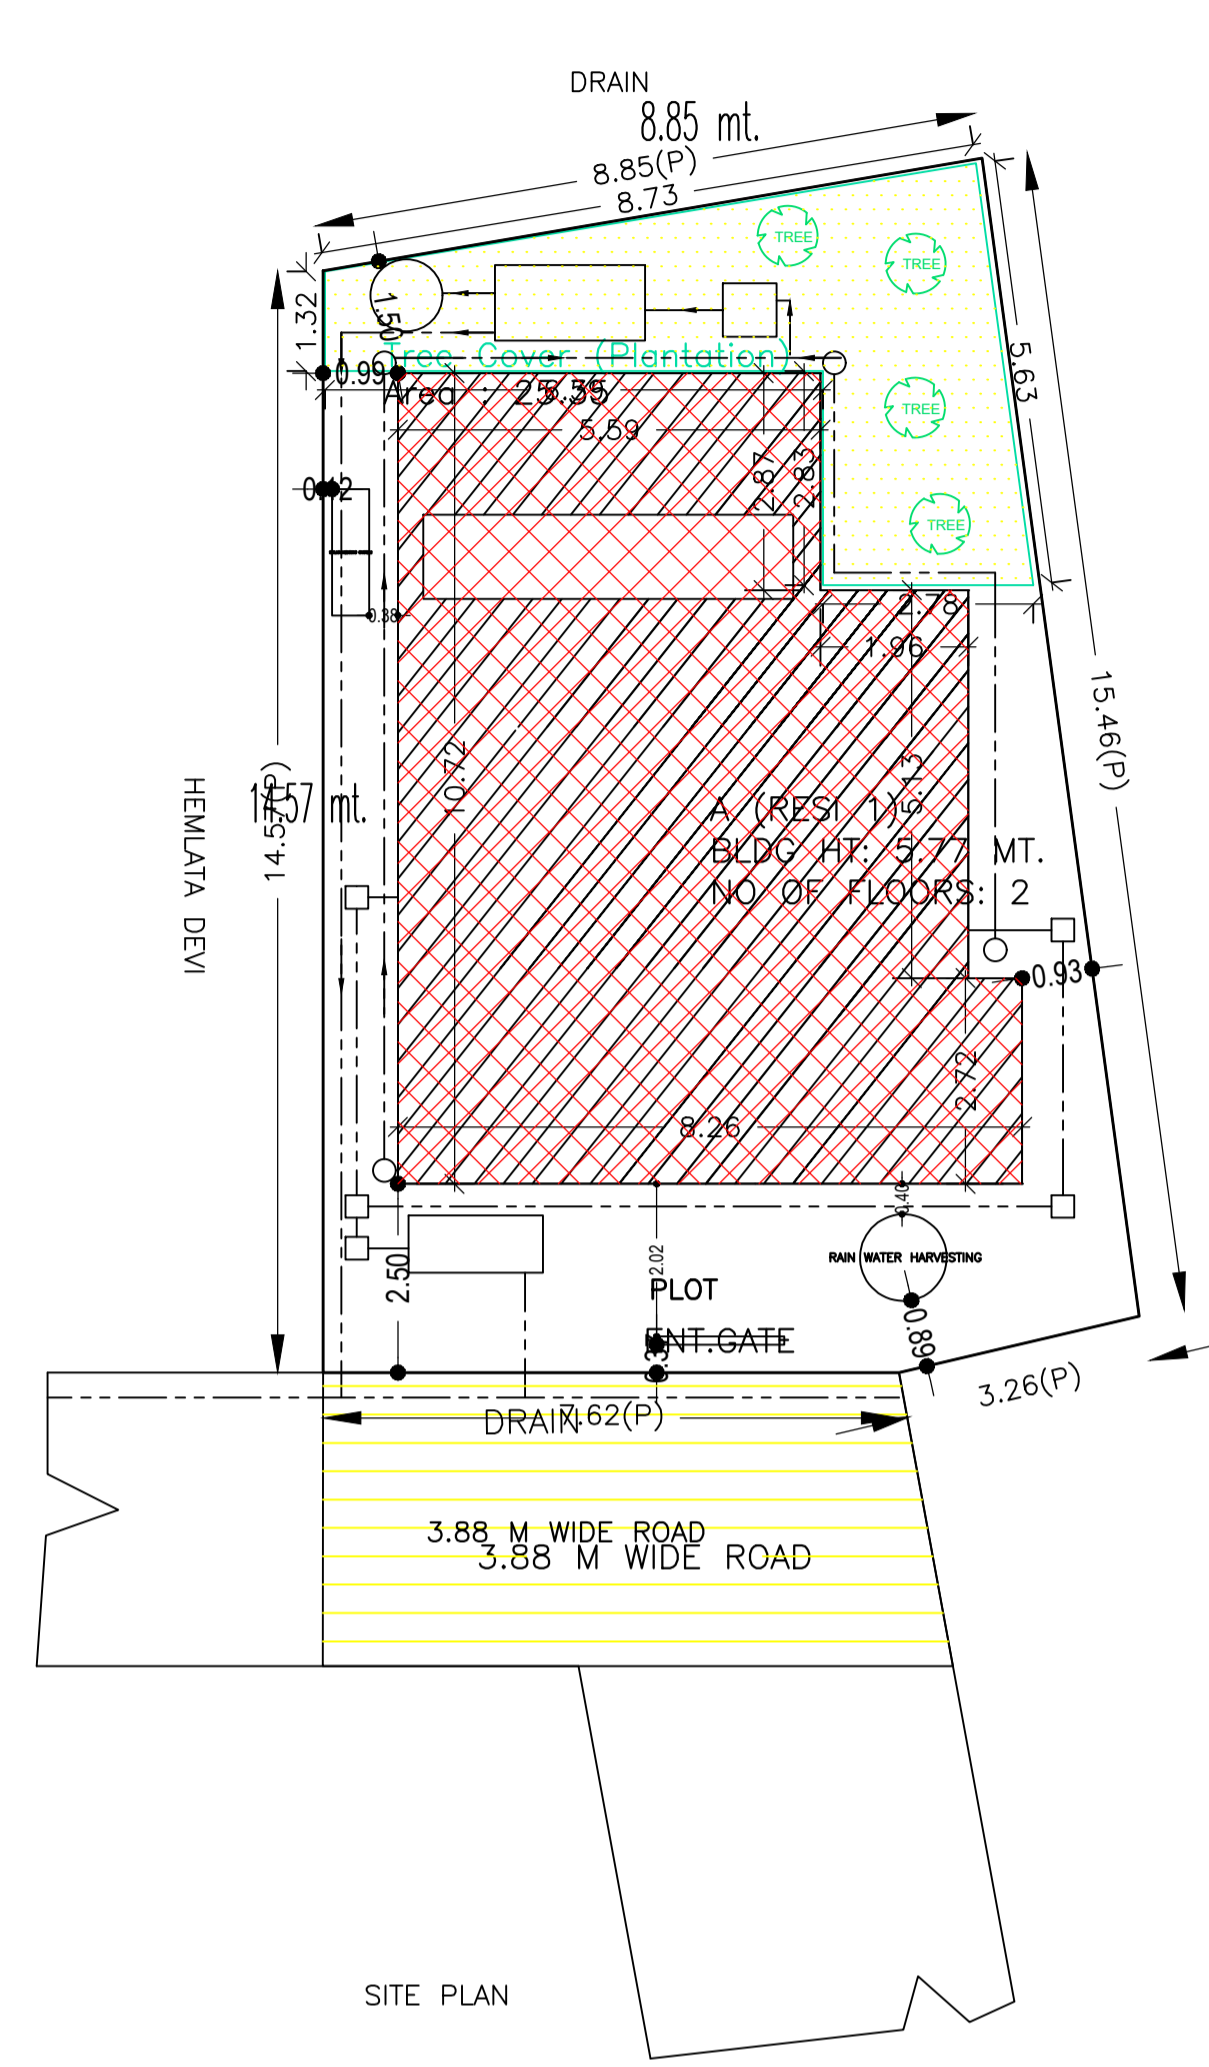 DRAIN
8.85 mt.
8.85(P)
8.73
TREE
TREE
1.32
1.50
5.63
Tree Cover (Plantation)
0.99
Area : 25.35
5.59
TREE
2.87
2.83
0.12
TREE
0.38
2.78
1.96
15.46(P)
10.72
5.13
HEMLATA DEVI
14.57 mt.
14.57(P)
A (RESI 1)
BLDG HT: 5.77 MT.
NO OF FLOORS: 2
0.93
2.72
8.26
0.40
RAIN WATER HARVESTING
2.50
2.02
PLOT
0.89
ENT.GATE
3.26(P)
7.62(P)
DRAIN
3.88 M WIDE ROAD
3.88 M WIDE ROAD
SITE PLAN